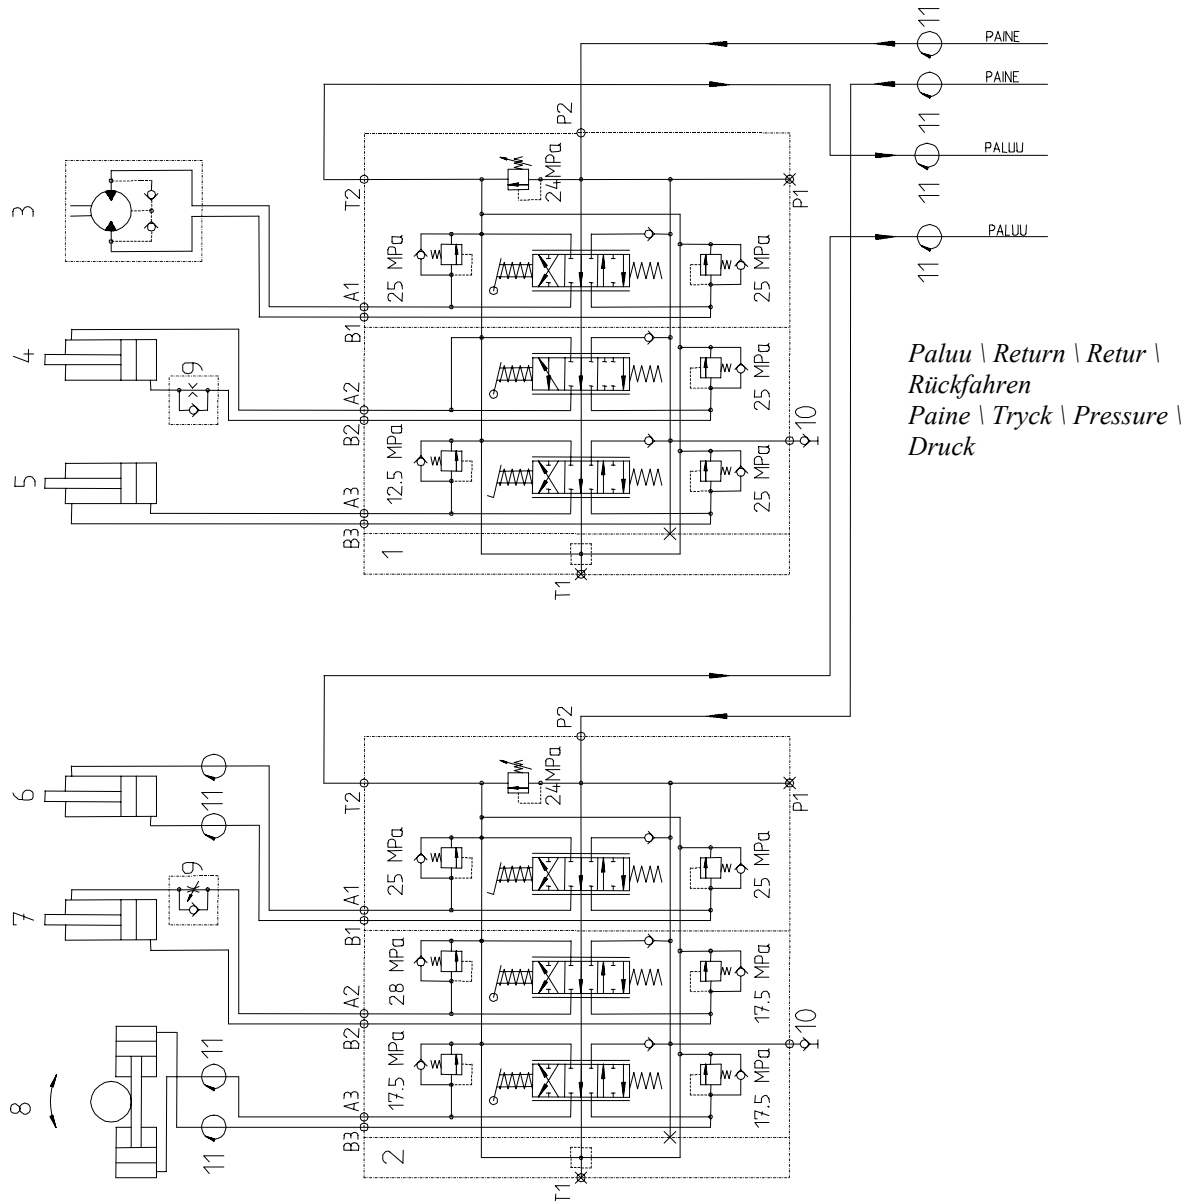 11
PAINE
PAINE
11
PALUU
11
PALUU
11
3
P2
T2
24MPa
P1
25 MPa
25 MPa
A1
B1
4
9
A2
B2
25 MPa
10
12.5 MPa
5
A3
B3
25 MPa
1
T1
Paluu \ Return \ Retur \
Rückfahren
Paine \ Tryck \ Pressure \
Druck
P2
T2
24MPa
P1
6
11
25 MPa
25 MPa
A1
B1
7
9
28 MPa
A2
B2
17.5 MPa
10
8
11
17.5 MPa
A3
B3
11
17.5 MPa
2
T1